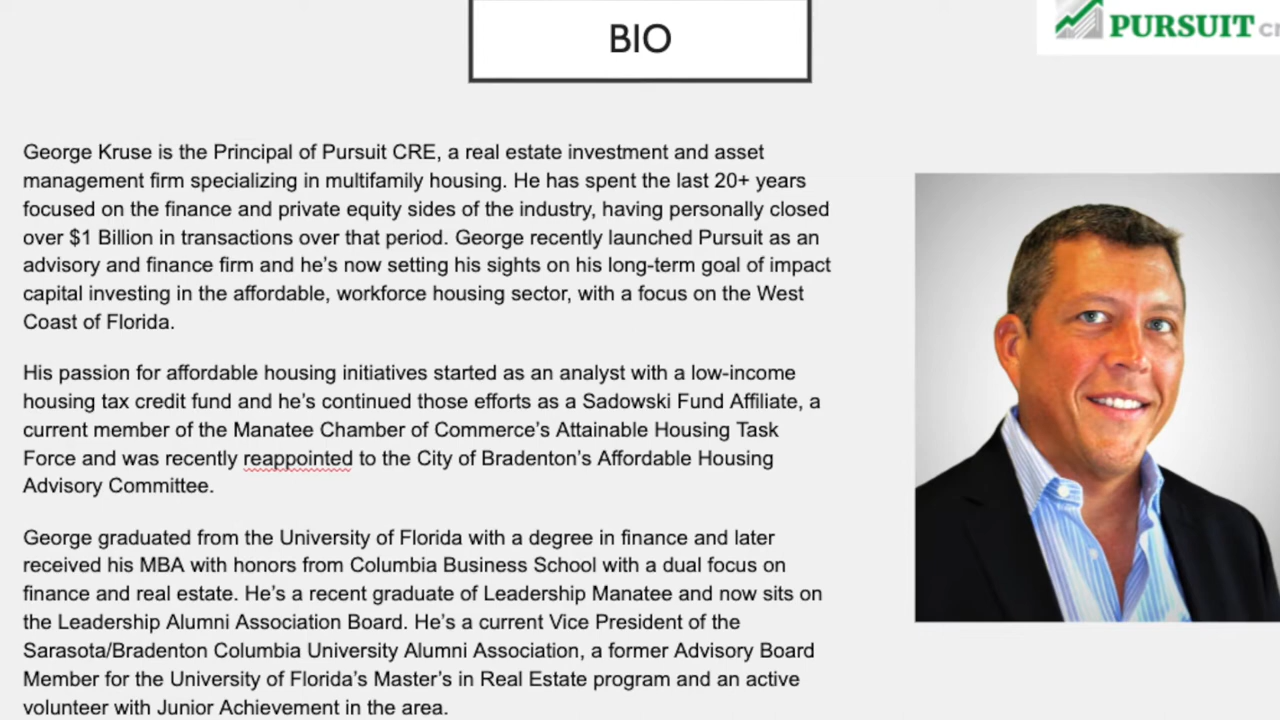 BIO
PURSUIT
George Kruse is the Principal of Pursuit CRE, a real estate investment and asset
management firm specializing in multifamily housing. He has spent the last 20+ years
focused on the finance and private equity sides of the industry, having personally closed
over $1 Billion in transactions over that period. George recently launched Pursuit as an
advisory and finance firm and he’s now setting his sights on his long-term goal of impact
capital investing in the affordable, workforce housing sector, with a focus on the West
Coast of Florida.
His passion for affordable housing initiatives started as an analyst with a low-income
housing tax credit fund and he’s continued those efforts as a Sadowski Fund Affiliate, a
current member of the Manatee Chamber of Commerce’s Attainable Housing Task
Force and was recently reappointed to the City of Bradenton’s Affordable Housing
Advisory Committee.
George graduated from the University of Florida with a degree in finance and later
received his MBA with honors from Columbia Business School with a dual focus on
finance and real estate. He’s a recent graduate of Leadership Manatee and now sits on
the Leadership Alumni Association Board. He’s a current Vice President of the
Sarasota/Bradenton Columbia University Alumni Association, a former Advisory Board
Member for the University of Florida’s Master’s in Real Estate program and an active
volunteer with Junior Achievement in the area.